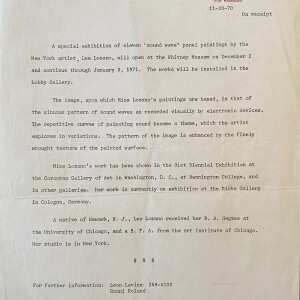 For Release
11-20-70
On receipt
A special exhibition of eleven "sound wave" panel paintings by the
New York artist, Lee Lozano, will open at the Whitney Museum on December 2
and continue through January 3, 1971. The works will be installed in the
Lobby Gallery.
The image, upon which Miss Lozano's paintings are based, is that of
the sinuous pattern of sound waves as recorded visually by electronic devices.
The repetitive curves of pulsating sound become a theme, which the artist
explores in variations. The pattern of the image is enhanced by the finely
wrought texture of the painted surface.
Miss Lozano's work has been shown in the 31st Biennial Exhibition at
the Corcoran Gallery of Art in Washington, D. C., at Bennington College, and
in other galleries. Her work is currently on exhibition at the Ricke Gallery
in Cologne, Germany.
A native of Newark, N. J., Lee Lozano received her B. A. degree at
the University of Chicago, and a B. F. A. from the Art Institute of Chicago.
Her studio is in New York.
For further information: Leon Levine: 249-4100
Ronni Roland